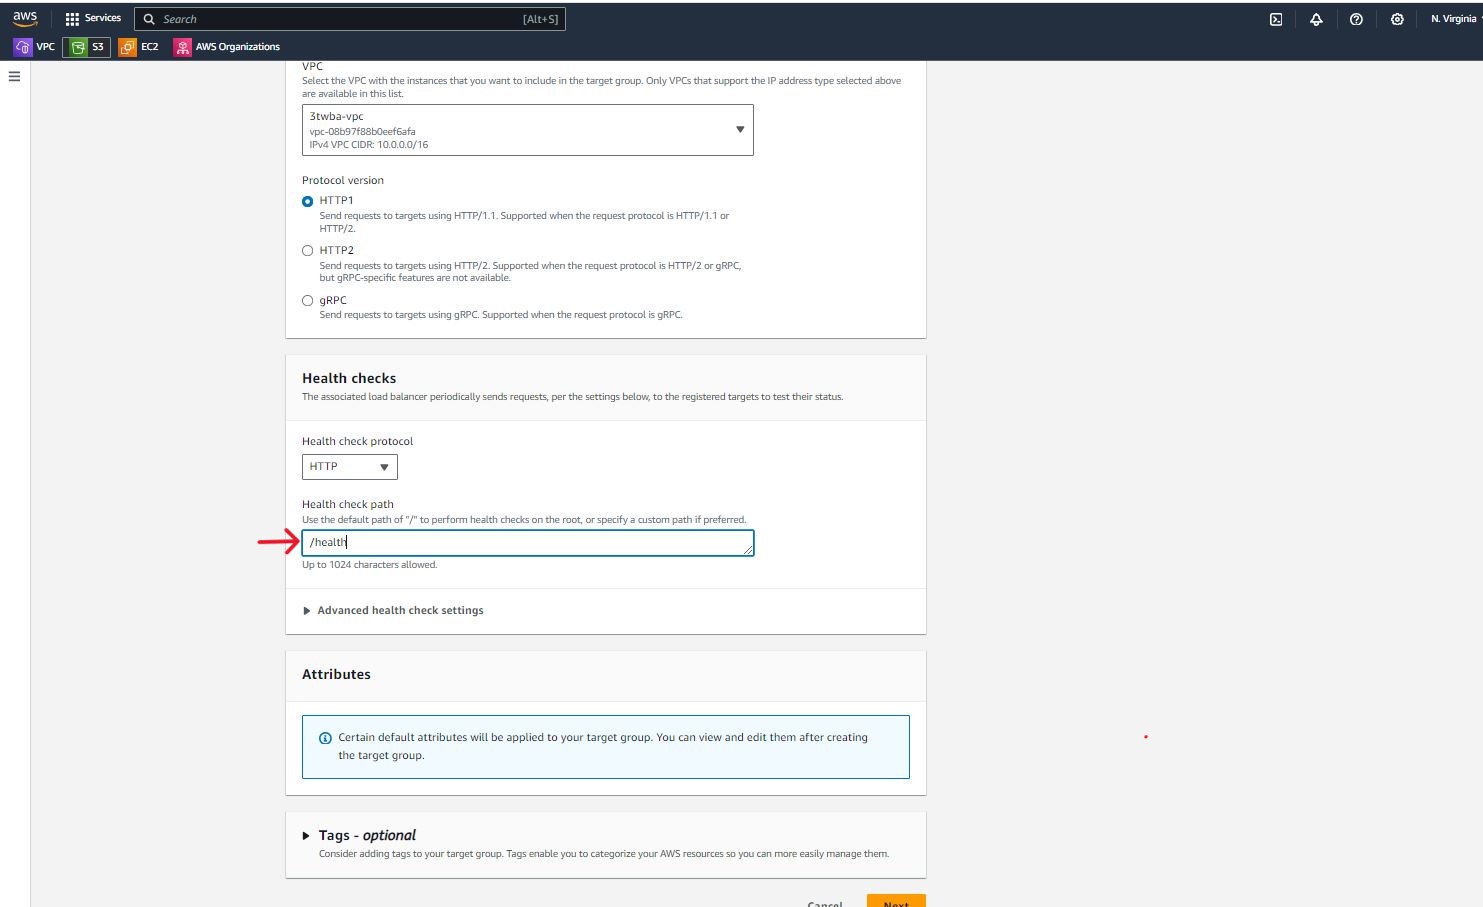 aws
Services
Search
[Alt+S]
N. Virginia
VPC
S3
EC2
AWS Organizations
VPC
Select the VPC with the instances that you want to include in the target group. Only VPCs that support the IP address type selected above
are available in this list.
3twba-vpc
vpc-08b97f88b0eef6afa
IPv4 VPC CIDR: 10.0.0.0/16
Protocol version
HTTP1
Send requests to targets using HTTP/1.1. Supported when the request protocol is HTTP/1.1 or
HTTP/2.
HTTP2
Send requests to targets using HTTP/2. Supported when the request protocol is HTTP/2 or gRPC,
but gRPC-specific features are not available.
gRPC
Send requests to targets using gRPC. Supported when the request protocol is gRPC.
Health checks
The associated load balancer periodically sends requests, per the settings below, to the registered targets to test their status.
Health check protocol
HTTP
Health check path
Use the default path of "/" to perform health checks on the root, or specify a custom path if preferred.
/health
Up to 1024 characters allowed.
Advanced health check settings
Attributes
Certain default attributes will be applied to your target group. You can view and edit them after creating
the target group.
Tags - optional
Consider adding tags to your target group. Tags enable you to categorize your AWS resources so you can more easily manage them.
Cancel
Next